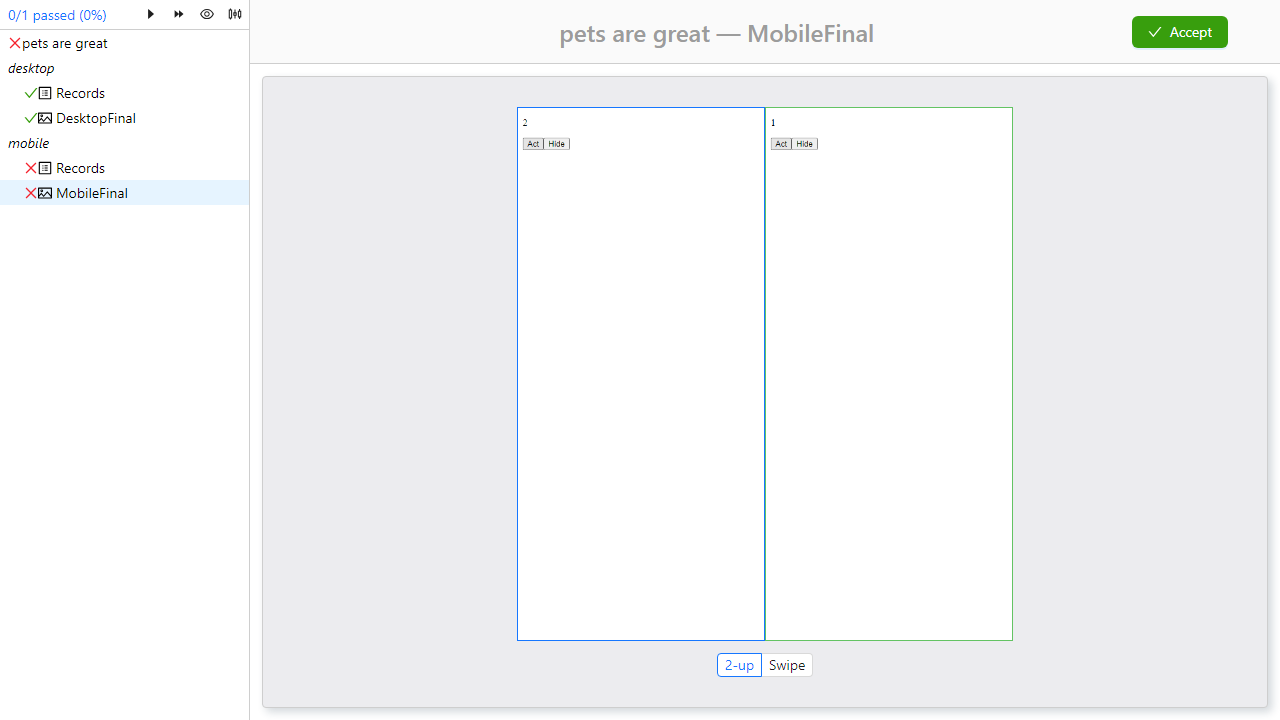 0/1 passed (0%)
pets are great
desktop
Records
DesktopFinal
mobile
Records
MobileFinal
pets are great — MobileFinal
Accept
2
Act Hide
1
Act Hide
2-up Swipe